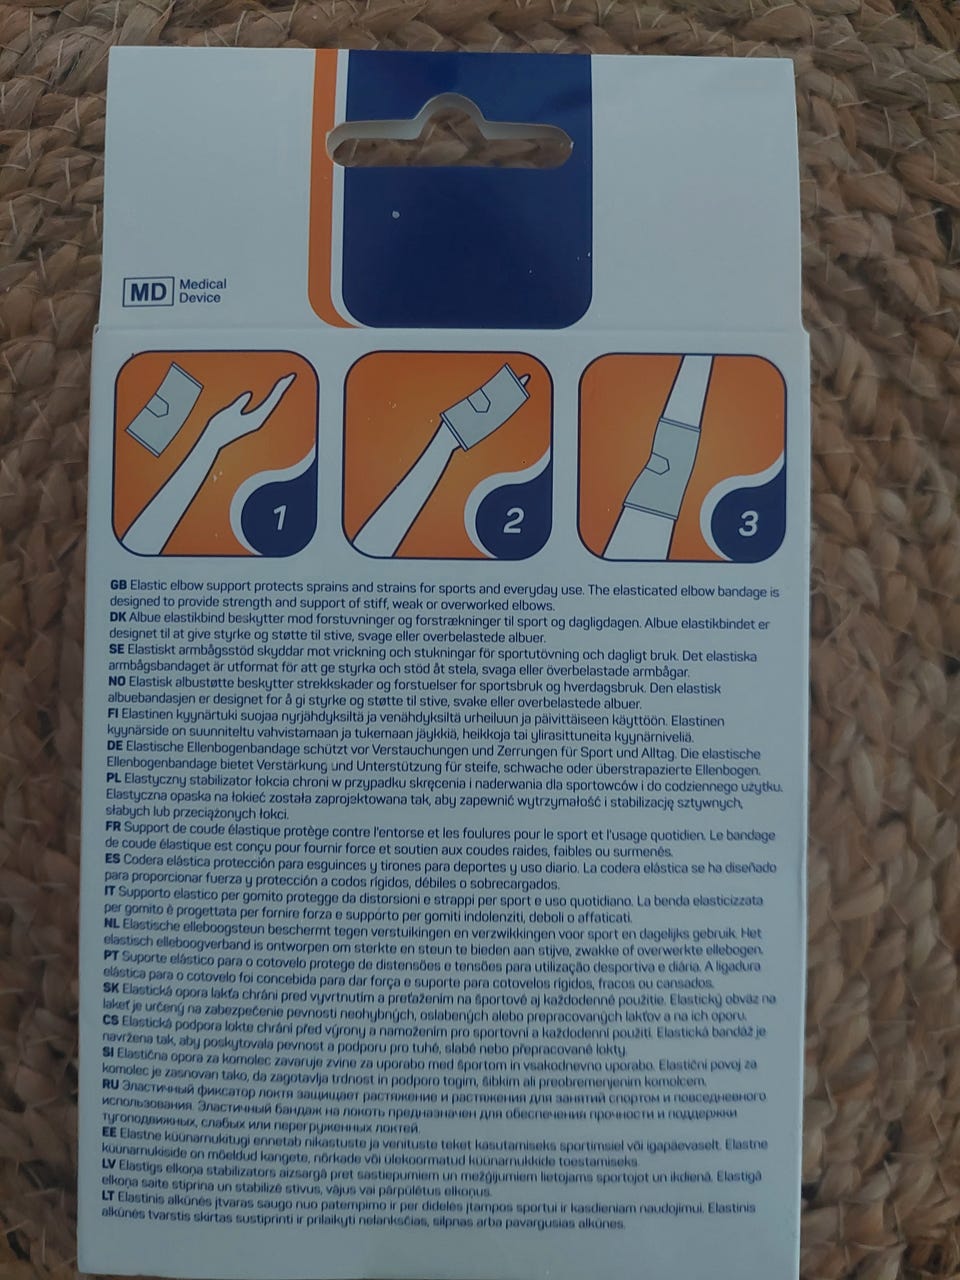 MD Medical
Device
1
2
3
GB Elastic elbow support protects sprains and strains for sports and everyday use. The elasticated elbow bandage is
designed to provide strength and support of stiff, weak or overworked elbows.
DK Albue elastikbind beskytter mod forstuvninger og forstrækninger til sport og dagligdagen. Albue elastikbindet er
designet til at give styrke og støtte til stive, svage eller overbelastede albuer.
SE Elastiskt armbågsstöd skyddar mot vrickning och stukningar för sportutövning och dagligt bruk. Det elastiska
armbågsbandaget är utformat för att ge styrka och stöd åt stela, svaga eller överbelastade armbågar.
NO Elastisk albustøtte beskytter strekkskader og forstuelser for sportsbruk og hverdagsbruk. Den elastisk
albuebandasjen er designet for å gi styrke og støtte til stive, svake eller overbelastede albuer.
FI Elastinen kyynärtuki suojaa nyrjähdyksiltä ja venähdyksiltä urheiluun ja päivittäiseen käyttöön. Elastinen
kyynärside on suunniteltu vahvistamaan ja tukemaan jäykkiä, heikkoja tai ylirasittuneita kyynärniveliä.
DE Elastische Ellenbogenbandage schützt vor Verstauchungen und Zerrungen für Sport und Alltag. Die elastische
Ellenbogenbandage bietet Verstärkung und Unterstützung für steife, schwache oder überstrapazierte Ellenbogen.
PL Elastyczny stabilizator łokcia chroni w przypadku skręcenia i naderwania dla sportowców i do codziennego użytku.
Elastyczna opaska na łokieć została zaprojektowana tak, aby zapewnić wytrzymałość i stabilizację sztywnych,
słabych lub przeciążonych łokci.
FR Support de coude élastique protège contre l'entorse et les foulures pour le sport et l'usage quotidien. Le bandage
de coude élastique est conçu pour fournir force et soutien aux coudes raides, faibles ou surmenés.
ES Codera elástica protección para esguinces y tirones para deportes y uso diario. La codera elástica se ha diseñado
para proporcionar fuerza y protección a codos rígidos, débiles o sobrecargados.
IT Supporto elastico per gomito protegge da distorsioni e strappi per sport e uso quotidiano. La benda elasticizzata
per gomito è progettata per fornire forza e supporto per gomiti indolenziti, deboli o affaticati.
NL Elastische elleboogsteun beschermt tegen verstuikingen en verzwikkingen voor sport en dagelijks gebruik. Het
elastisch elleboogverband is ontworpen om sterkte en steun te bieden aan stijve, zwakke of overwerkte ellebogen.
PT Suporte elástico para o cotovelo protege de distensões e tensões para utilização desportiva e diária. A ligadura
elástica para o cotovelo foi concebida para dar força e suporte para cotovelos rígidos, fracos ou cansados.
SK Elastická opora lakťa chráni pred vyvrtnutím a preťažením na športové aj každodenné použitie. Elastický obväz na
lakeť je určený na zabezpečenie pevnosti neohybných, oslabených alebo prepracovaných lakťov a na ich oporu.
CS Elastická podpora lokte chrání před výrony a namožením pro sportovní a každodenní použití. Elastická bandáž je
navržena tak, aby poskytovala pevnost a podporu pro tuhé, slabé nebo přepracované lokty.
SI Elastična opora za komolec zavaruje zvine za uporabo med športom in vsakodnevno uporabo. Elastični povoj za
komolec je zasnovan tako, da zagotavlja trdnost in podporo togim, šibkim ali preobremenjenim komolcem.
RU Эластичный фиксатор локтя защищает растяжение и растяжения для занятий спортом и повседневного
использования. Эластичный бандаж на локоть предназначен для обеспечения прочности и поддержки
тугоподвижных, слабых или перегруженных локтей.
EE Elastne küünarnukitugi ennetab nikastuste ja venituste teket kasutamiseks sportimisel või igapäevaselt. Elastne
küünarnukiside on mõeldud kangete, nõrkade või ülekoormatud küünarnukkide toestamiseks.
LV Elastīgs elkoņa stabilizators aizsargā pret sastiepumiem un mežģījumiem lietojams sportojot un ikdienā. Elastīgā
elkoņa saite stiprina un stabilizē stīvus, vājus vai pārpūlētus elkoņus.
LT Elastinis alkūnės įtvaras saugo nuo patempimo ir per didelės įtampos sportui ir kasdieniam naudojimui. Elastinis
alkūnės tvarstis skirtas sustiprinti ir prilaikyti nelanksčias, silpnas arba pavargusias alkūnes.